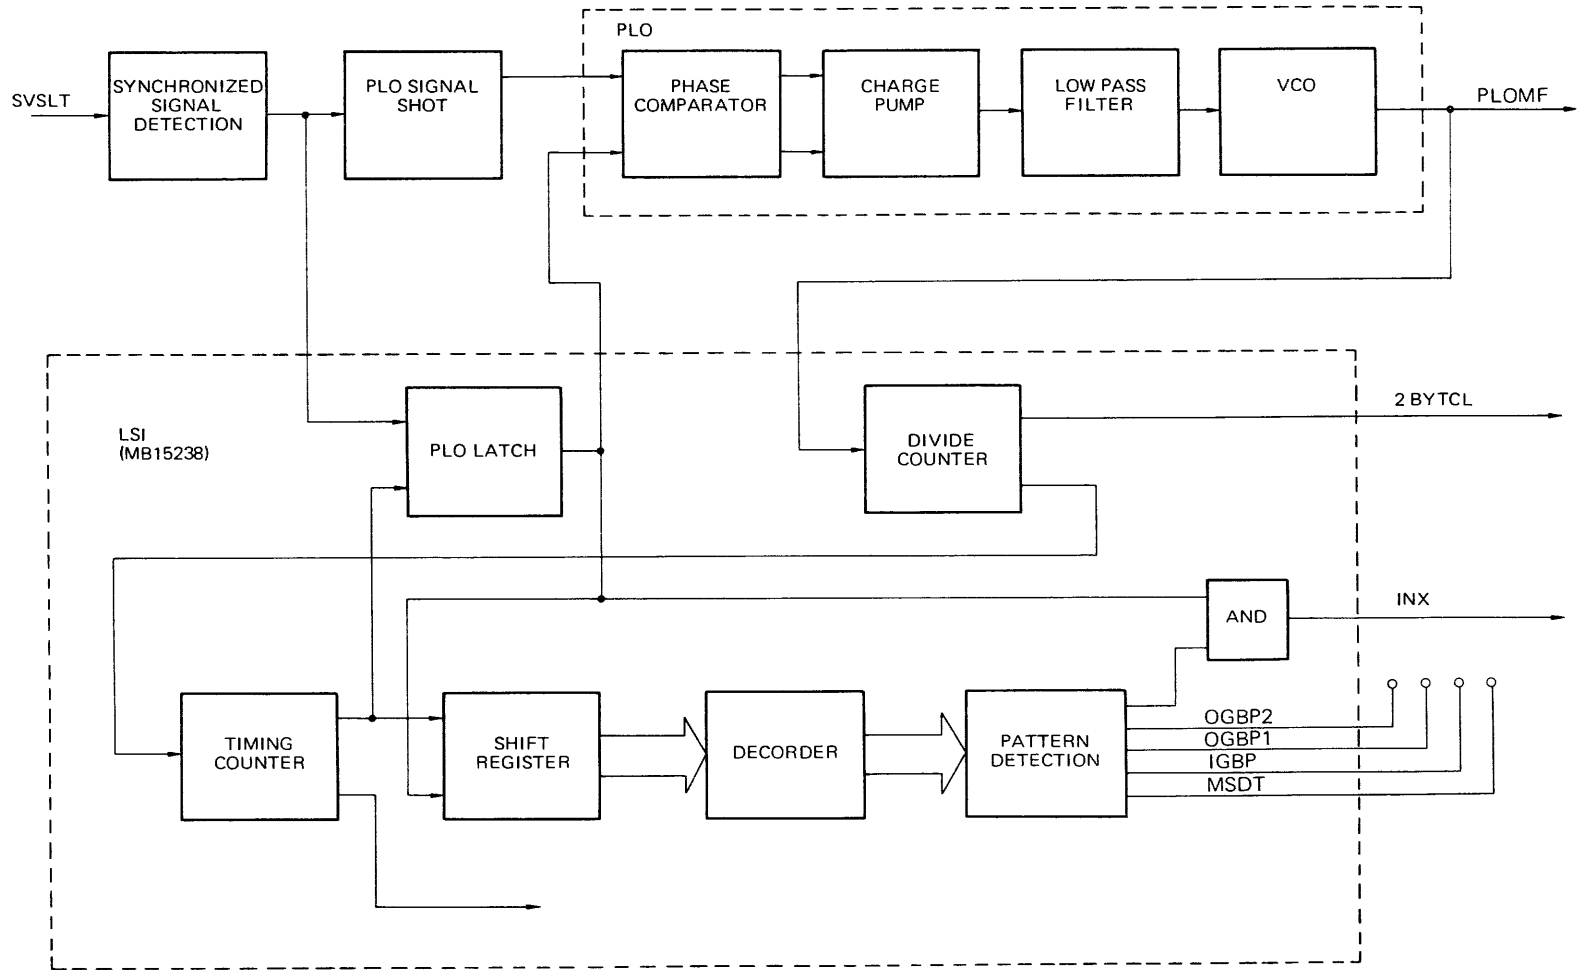 PLO
SVSLT
SYNCHRONIZED
SIGNAL
DETECTION
PLO SIGNAL
SHOT
PHASE
COMPARATOR
CHARGE
PUMP
LOW PASS
FILTER
VCO
PLOMF
LSI
(MB15238)
PLO LATCH
DIVIDE
COUNTER
2 BYTCL
AND
INX
TIMING
COUNTER
SHIFT
REGISTER
DECORDER
PATTERN
DETECTION
OGBP2
OGBP1
IGBP
MSDT